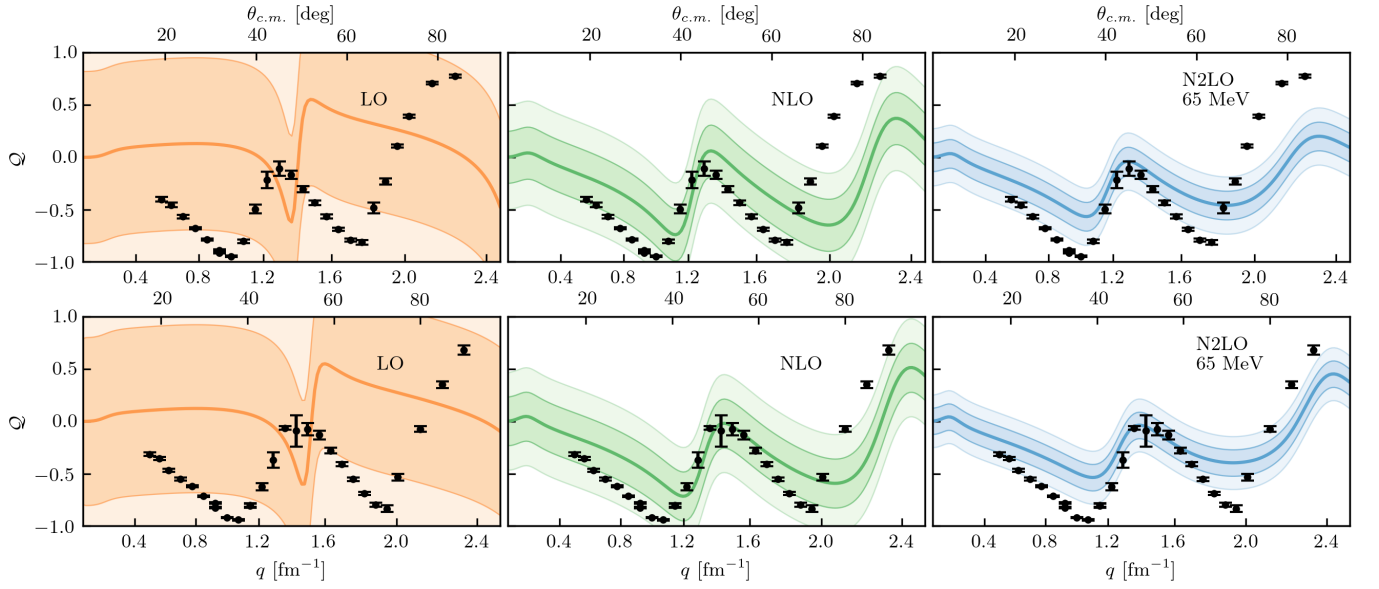 θc.m. [deg] θc.m. [deg] θc.m. [deg]
20 40 60 80 20 40 60 80 20 40 60 80
1.0
0.5
0.0
−0.5
−1.0
𝒬
LO NLO N2LO
65 MeV
0.4 0.8 1.2 1.6 2.0 2.4 0.4 0.8 1.2 1.6 2.0 2.4 0.4 0.8 1.2 1.6 2.0 2.4
20 40 60 80 20 40 60 80 20 40 60 80
1.0
0.5
0.0
−0.5
−1.0
𝒬
LO NLO N2LO
65 MeV
0.4 0.8 1.2 1.6 2.0 2.4 0.4 0.8 1.2 1.6 2.0 2.4 0.4 0.8 1.2 1.6 2.0 2.4
q [fm⁻¹] q [fm⁻¹] q [fm⁻¹]